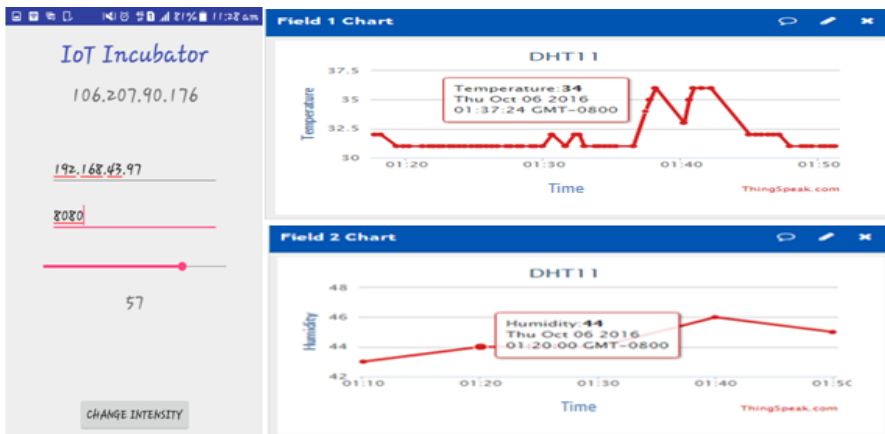 81% 11:28 am
IoT Incubator
106.207.90.176
192.168.43.97
8080
57
CHANGE INTENSITY
Field 1 Chart
DHT11
37.5
35
32.5
30
Temperature
Temperature:34
Thu Oct 06 2016
01:37:24 GMT-0800
01:20 01:30 01:40 01:50
Time
ThingSpeak.com
Field 2 Chart
DHT11
48
46
44
42
Humidity
Humidity:44
Thu Oct 06 2016
01:20:00 GMT-0800
01:10 01:20 01:30 01:40
Time
ThingSpeak.com